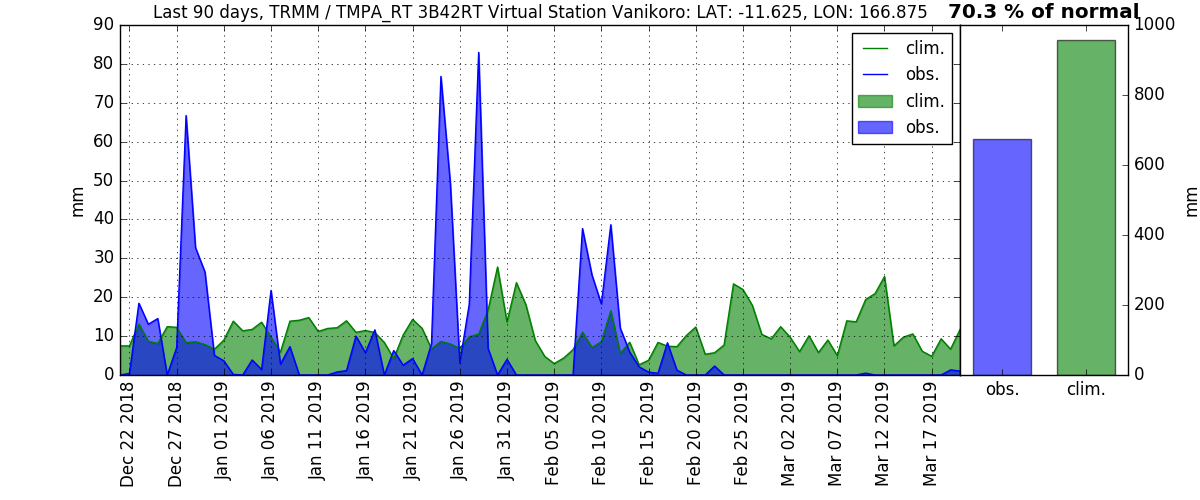 Last 90 days, TRMM / TMPA_RT 3B42RT Virtual Station Vanikoro: LAT: -11.625, LON: 166.875
70.3 % of normal
90
80
70
60
50
40
30
20
10
0
mm
clim.
obs.
clim.
obs.
1000
800
600
400
200
0
mm
obs.
clim.
Dec 22 2018
Dec 27 2018
Jan 01 2019
Jan 06 2019
Jan 11 2019
Jan 16 2019
Jan 21 2019
Jan 26 2019
Jan 31 2019
Feb 05 2019
Feb 10 2019
Feb 15 2019
Feb 20 2019
Feb 25 2019
Mar 02 2019
Mar 07 2019
Mar 12 2019
Mar 17 2019